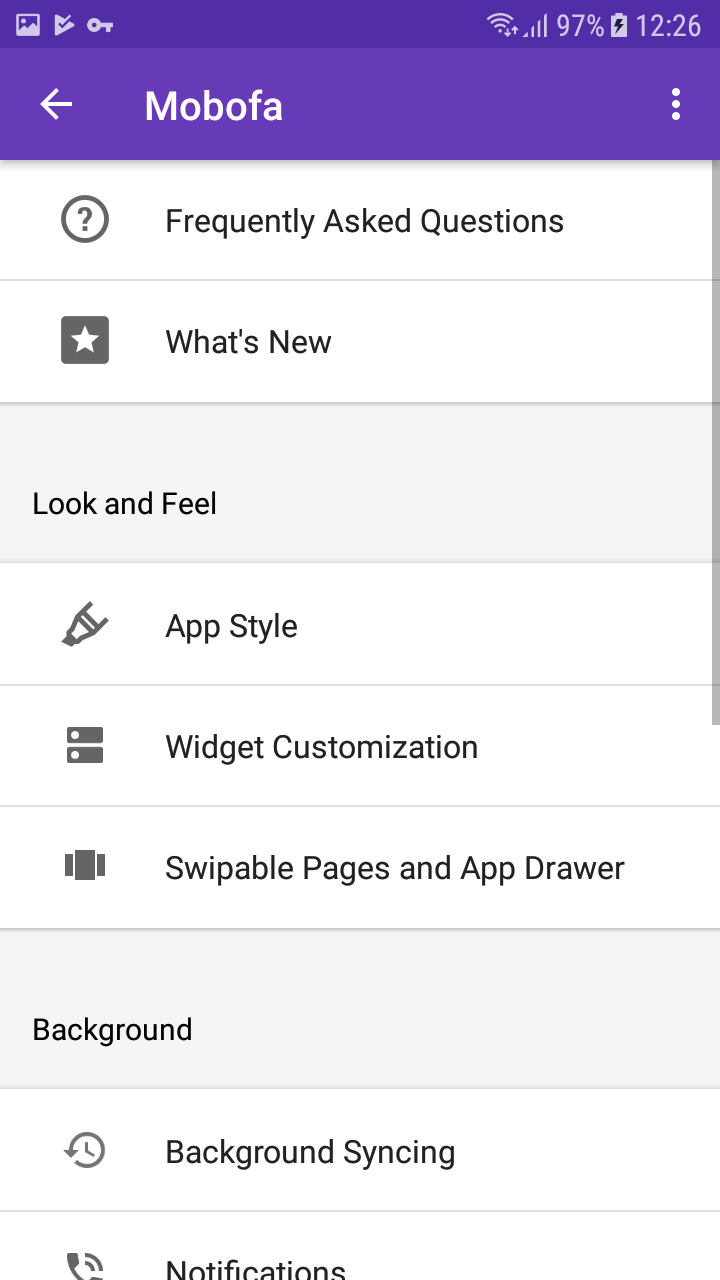 97% 12:26
Mobofa
Frequently Asked Questions
What's New
Look and Feel
App Style
Widget Customization
Swipable Pages and App Drawer
Background
Background Syncing
Notifications